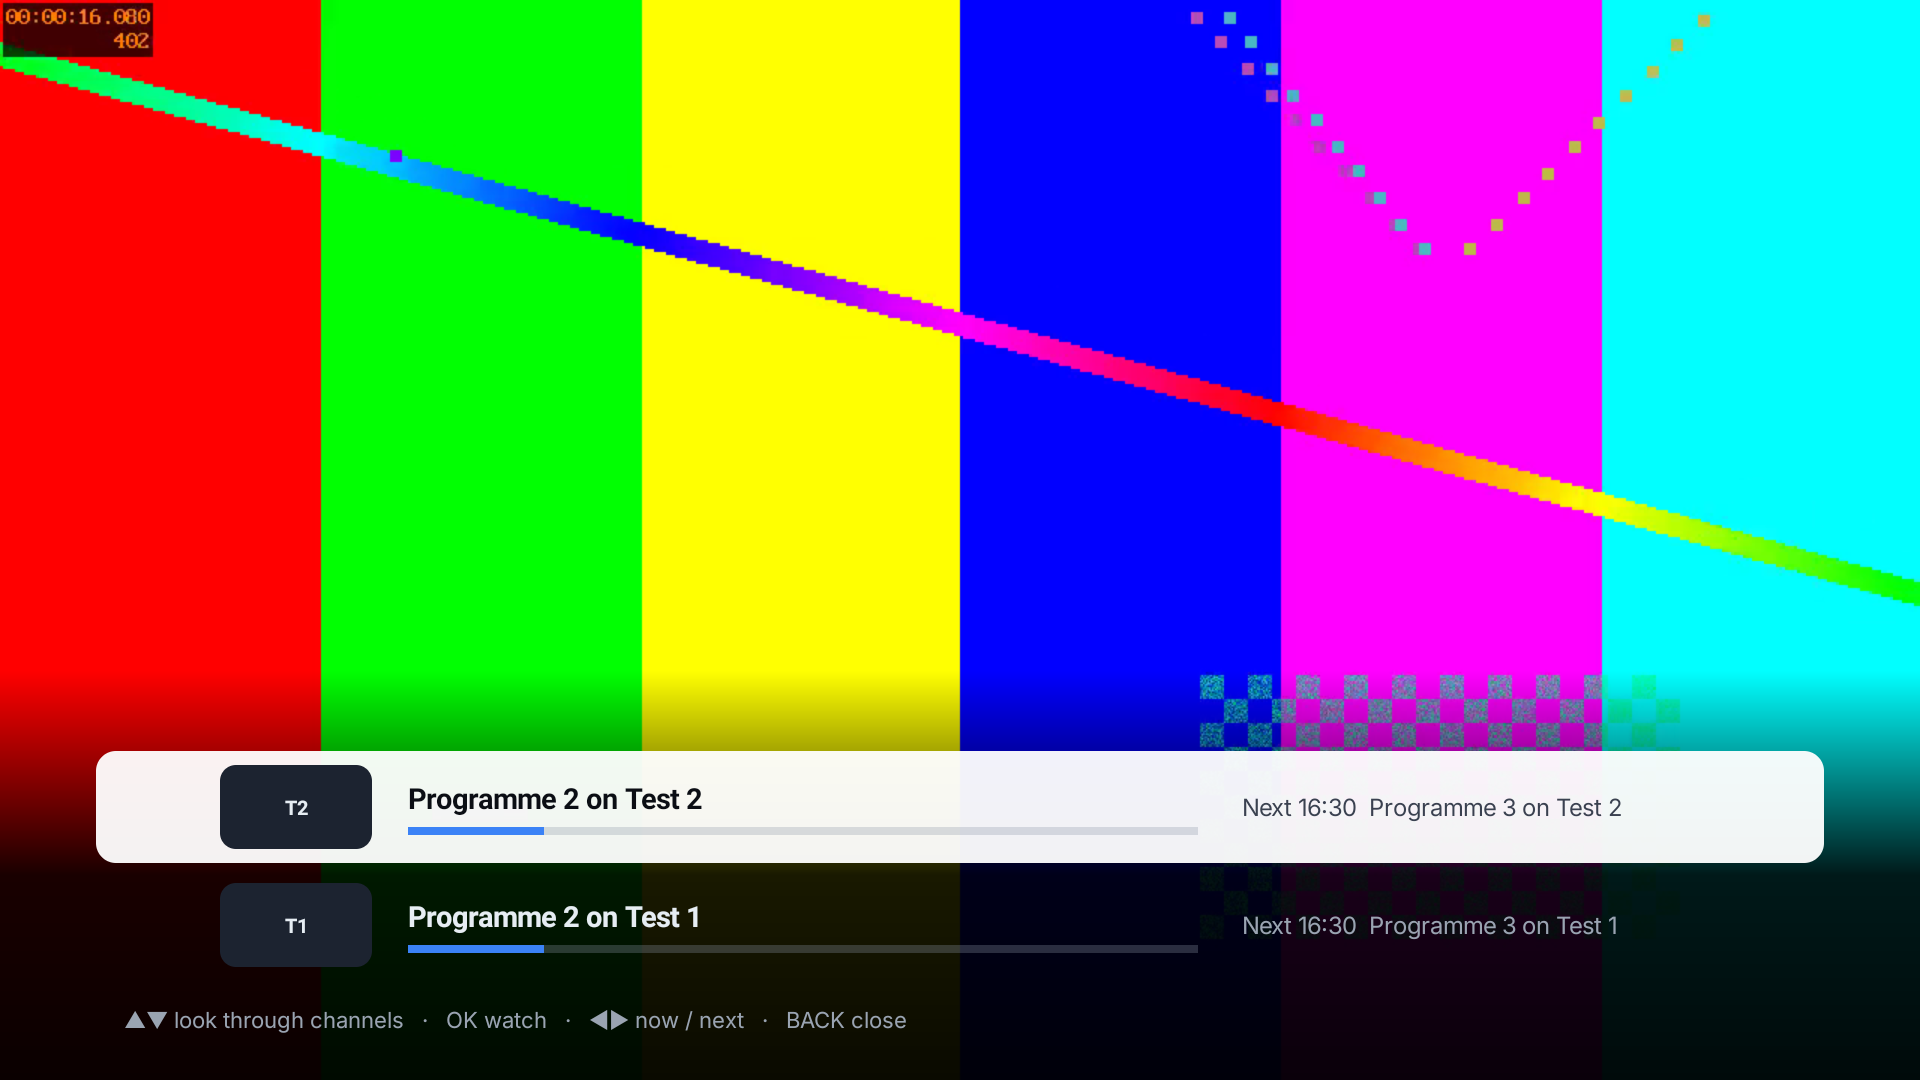 00:00:16.080
402
T2
Programme 2 on Test 2
Next 16:30 Programme 3 on Test 2
T1
Programme 2 on Test 1
Next 16:30 Programme 3 on Test 1
▲▼ look through channels · OK watch · ◀▶ now / next · BACK close